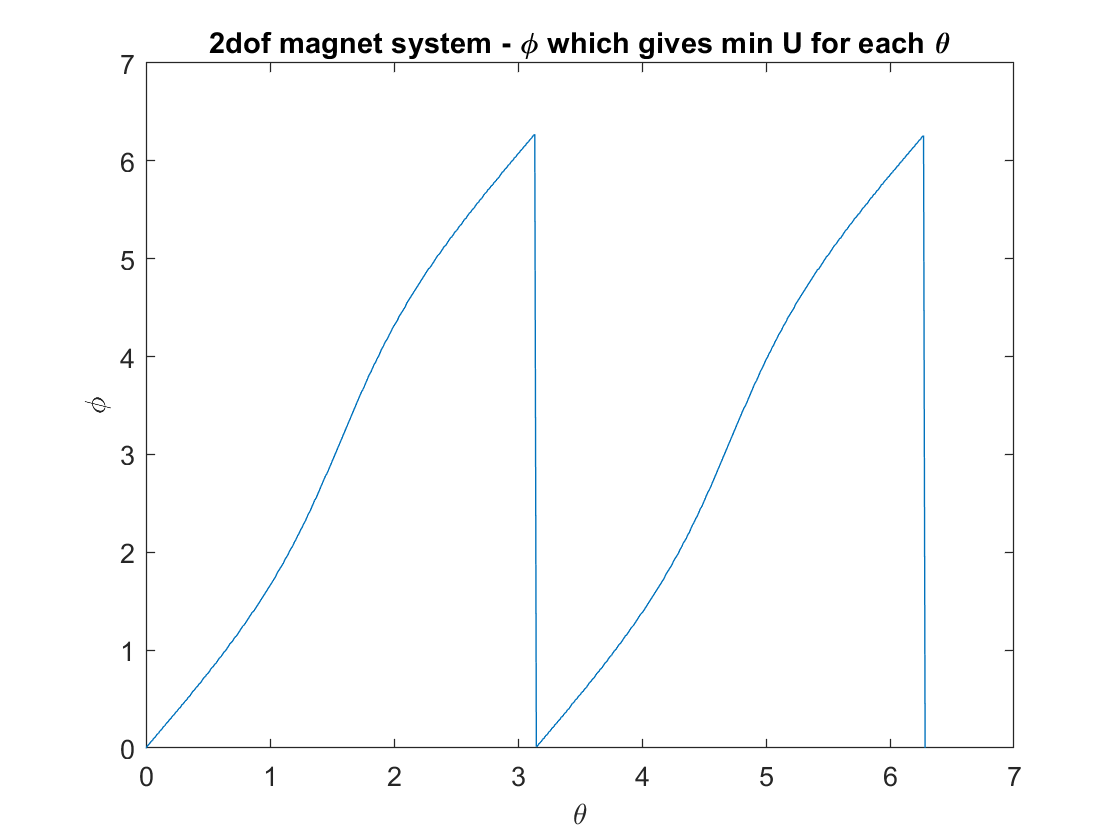 2dof magnet system - ϕ which gives min U for each θ
7
6
5
4
3
2
1
0
ϕ
0 1 2 3 4 5 6 7
θ